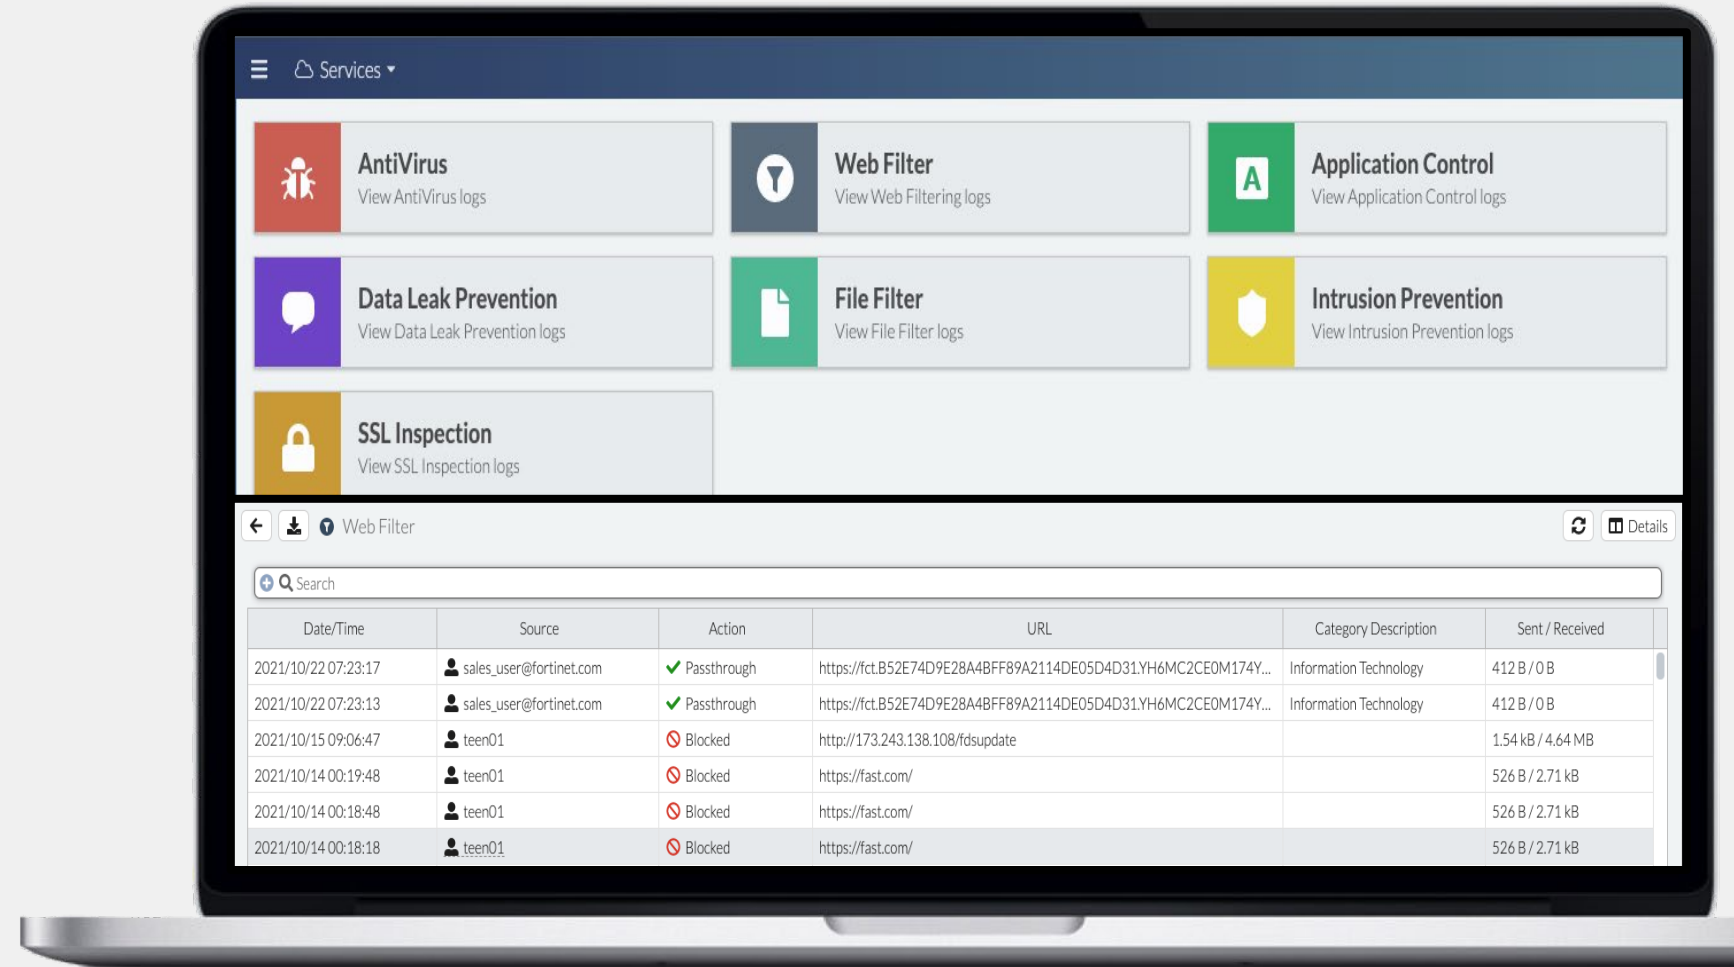 Services
AntiVirus
View AntiVirus logs
Web Filter
View Web Filtering logs
A
Application Control
View Application Control logs
Data Leak Prevention
View Data Leak Prevention logs
File Filter
View File Filter logs
Intrusion Prevention
View Intrusion Prevention logs
SSL Inspection
View SSL Inspection logs
Web Filter
Details
Search
Date/Time Source Action URL Category Description Sent / Received
2021/10/22 07:23:17 sales_user@fortinet.com Passthrough https://fct.B52E74D9E28A4BFF89A2114DE05D4D31.YH6MC2CE0M174Y... Information Technology 412 B / 0 B
2021/10/22 07:23:13 sales_user@fortinet.com Passthrough https://fct.B52E74D9E28A4BFF89A2114DE05D4D31.YH6MC2CE0M174Y... Information Technology 412 B / 0 B
2021/10/15 09:06:47 teen01 Blocked http://173.243.138.108/fdsupdate 1.54 kB / 4.64 MB
2021/10/14 00:19:48 teen01 Blocked https://fast.com/ 526 B / 2.71 kB
2021/10/14 00:18:48 teen01 Blocked https://fast.com/ 526 B / 2.71 kB
2021/10/14 00:18:18 teen01 Blocked https://fast.com/ 526 B / 2.71 kB